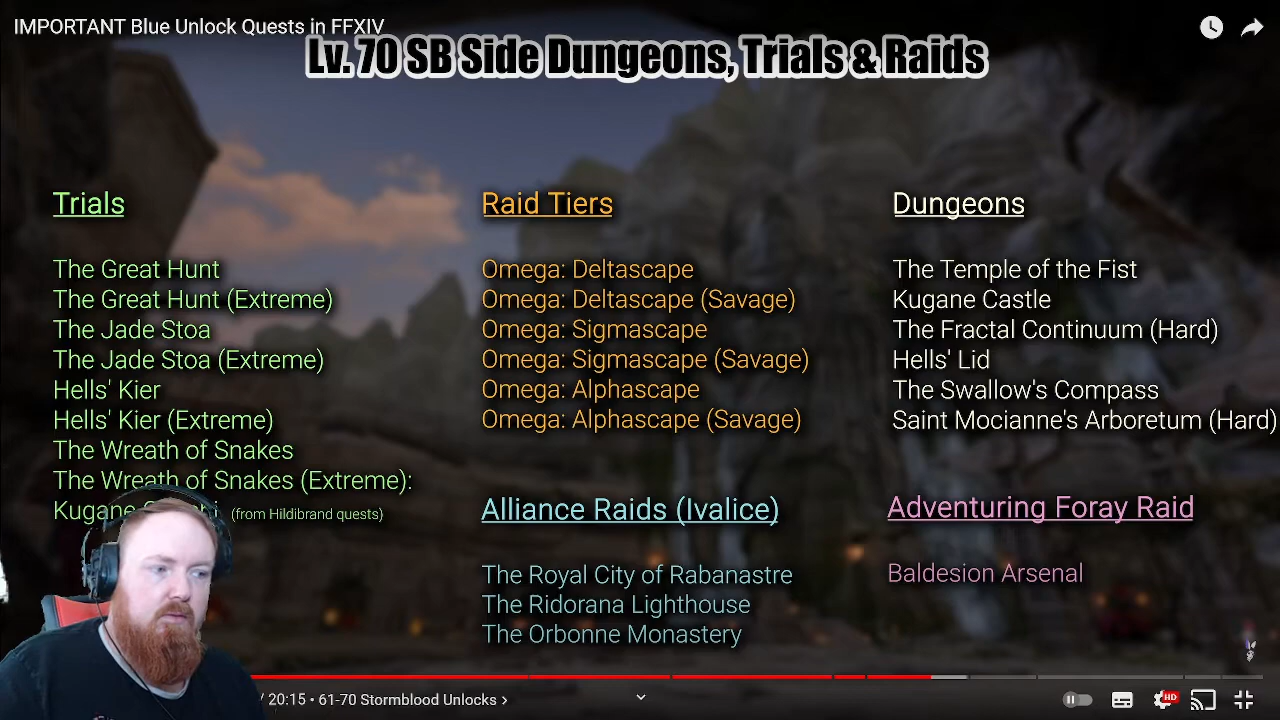 IMPORTANT Blue Unlock Quests in FFXIV
Lv. 70 SB Side Dungeons, Trials & Raids
Trials
The Great Hunt
The Great Hunt (Extreme)
The Jade Stoa
The Jade Stoa (Extreme)
Hells' Kier
Hells' Kier (Extreme)
The Wreath of Snakes
The Wreath of Snakes (Extreme):
Kugane (from Hildibrand quests)
Raid Tiers
Omega: Deltascape
Omega: Deltascape (Savage)
Omega: Sigmascape
Omega: Sigmascape (Savage)
Omega: Alphascape
Omega: Alphascape (Savage)
Alliance Raids (Ivalice)
The Royal City of Rabanastre
The Ridorana Lighthouse
The Orbonne Monastery
Dungeons
The Temple of the Fist
Kugane Castle
The Fractal Continuum (Hard)
Hells' Lid
The Swallow's Compass
Saint Mocianne's Arboretum (Hard)
Adventuring Foray Raid
Baldesion Arsenal
/ 20:15 • 61-70 Stormblood Unlocks
HD